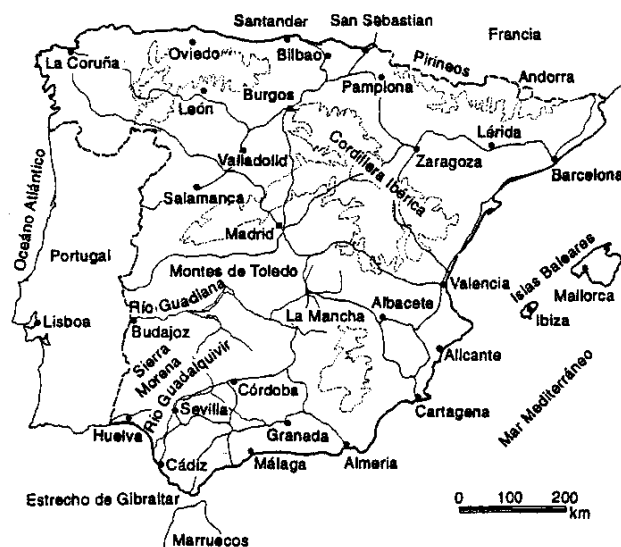 Santander
San Sebastian
Francia
Oviedo
Bilbao
La Coruña
Pirineos
Andorra
Pamplona
León
Burgos
Lérida
Valladolid
Zaragoza
Barcelona
Cordillera Ibérica
Salamanca
Océano Atlántico
Madrid
Portugal
Montes de Toledo
Islas Baleares
Valencia
Mallorca
Río Guadiana
Albacete
La Mancha
Ibiza
Lisboa
Budajoz
Sierra
Morena
Río Guadalquivir
Alicante
Córdoba
Mar Mediterráneo
Sevilla
Cartagena
Huelva
Granada
Cádiz
Málaga
Almeria
Estrecho de Gibraltar
0 100 200
km
Marruecos